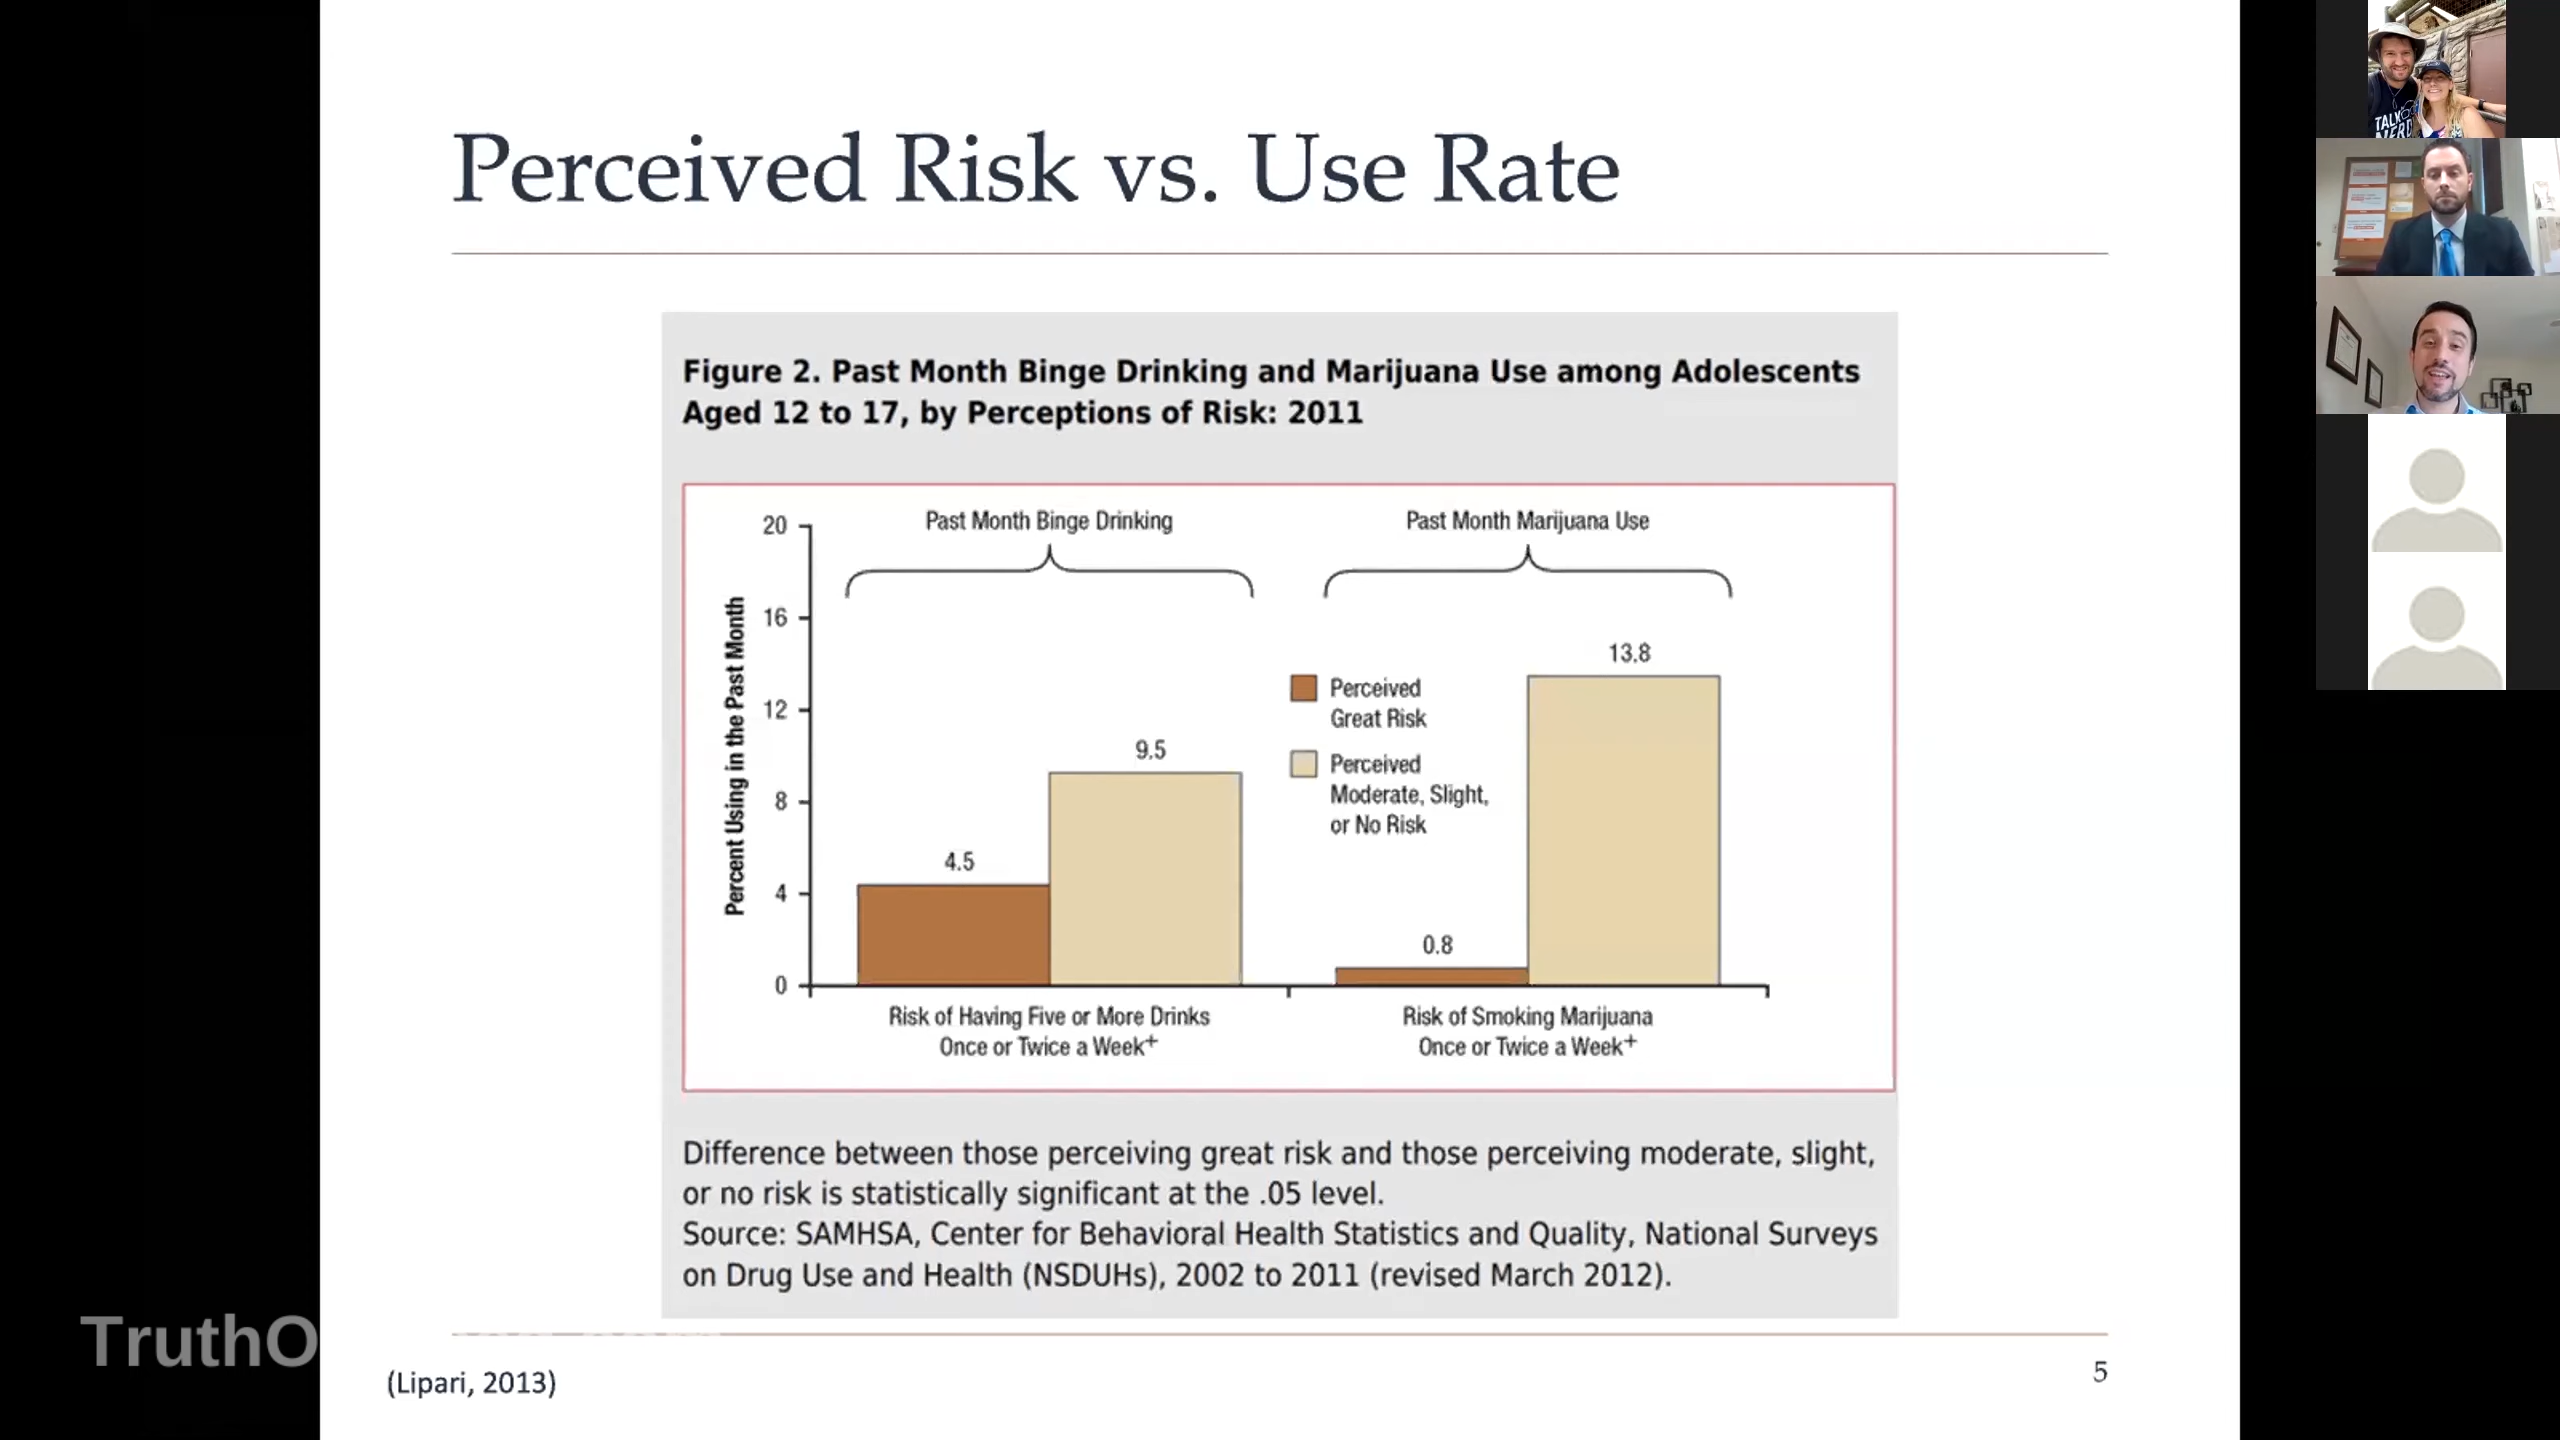 Perceived Risk vs. Use Rate
Figure 2. Past Month Binge Drinking and Marijuana Use among Adolescents
Aged 12 to 17, by Perceptions of Risk: 2011
Percent Using in the Past Month
20
16
12
8
4
0
Past Month Binge Drinking
Past Month Marijuana Use
4.5
9.5
0.8
13.8
Perceived
Great Risk
Perceived
Moderate, Slight,
or No Risk
Risk of Having Five or More Drinks
Once or Twice a Week+
Risk of Smoking Marijuana
Once or Twice a Week+
Difference between those perceiving great risk and those perceiving moderate, slight,
or no risk is statistically significant at the .05 level.
Source: SAMHSA, Center for Behavioral Health Statistics and Quality, National Surveys
on Drug Use and Health (NSDUHs), 2002 to 2011 (revised March 2012).
(Lipari, 2013)
5
TruthO
TALK
NERD